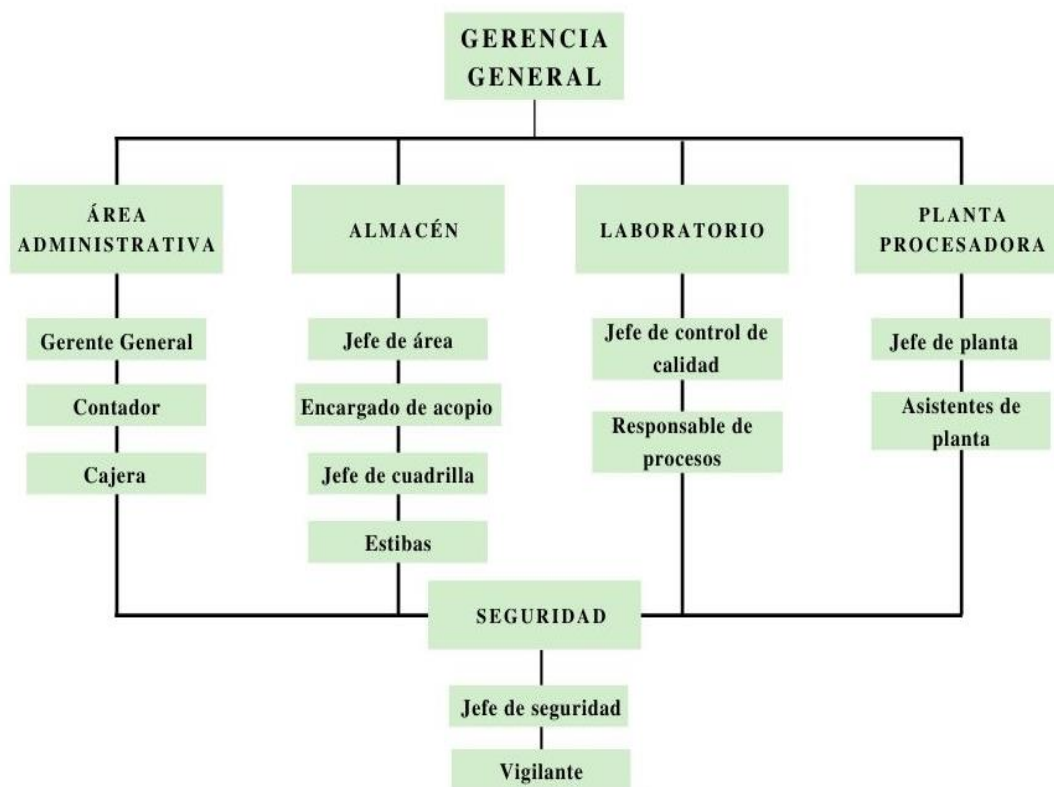 GERENCIA
GENERAL
ÁREA
ADMINISTRATIVA
ALMACÉN
LABORATORIO
PLANTA
PROCESADORA
Gerente General
Contador
Cajera
Jefe de área
Encargado de acopio
Jefe de cuadrilla
Estibas
Jefe de control de
calidad
Responsable de
procesos
Jefe de planta
Asistentes de
planta
SEGURIDAD
Jefe de seguridad
Vigilante